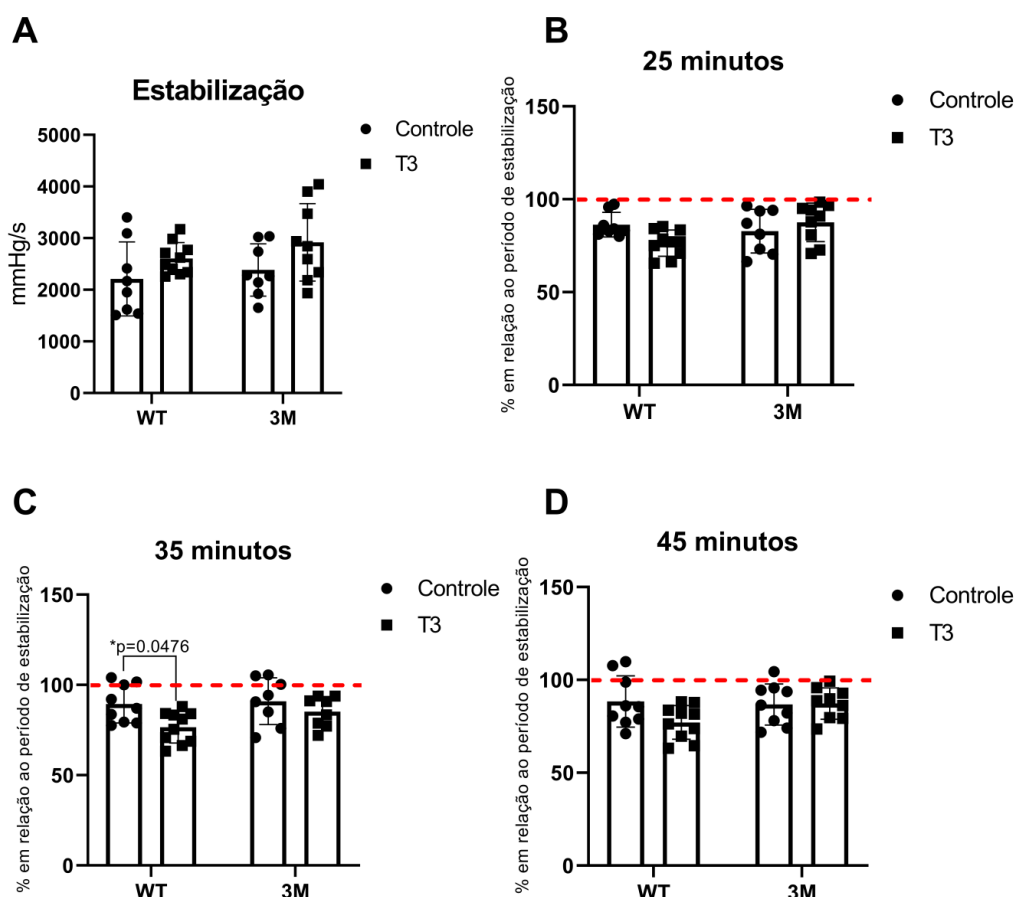 A
Estabilização
5000
4000
3000
2000
1000
0
mmHg/s
WT
3M
Controle
T3
B
25 minutos
150
100
50
0
% em relação ao período de estabilização
WT
3M
Controle
T3
C
35 minutos
150
100
50
0
% em relação ao período de estabilização
*p=0.0476
WT
3M
Controle
T3
D
45 minutos
150
100
50
0
% em relação ao período de estabilização
WT
3M
Controle
T3